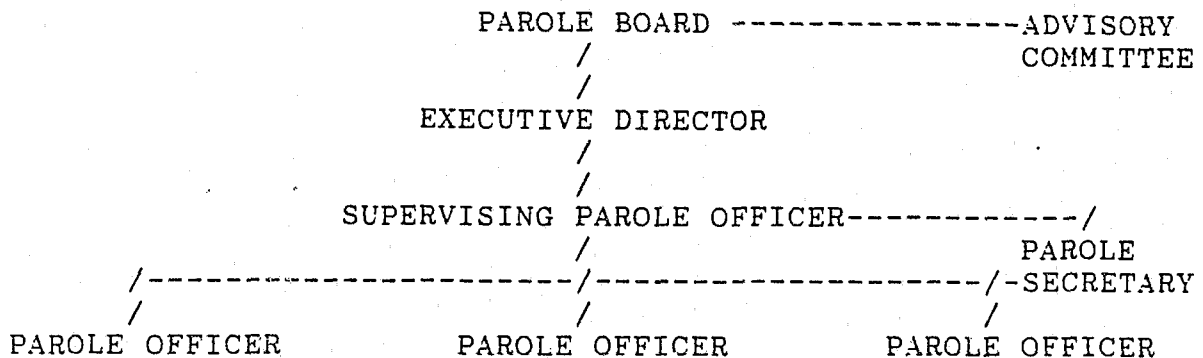 PAROLE BOARD ---------------ADVISORY
/ COMMITTEE
/
EXECUTIVE DIRECTOR
/
/
SUPERVISING PAROLE OFFICER------------/
/ PAROLE
/----------------------/--------------------/-SECRETARY
/ / /
PAROLE OFFICER PAROLE OFFICER PAROLE OFFICER